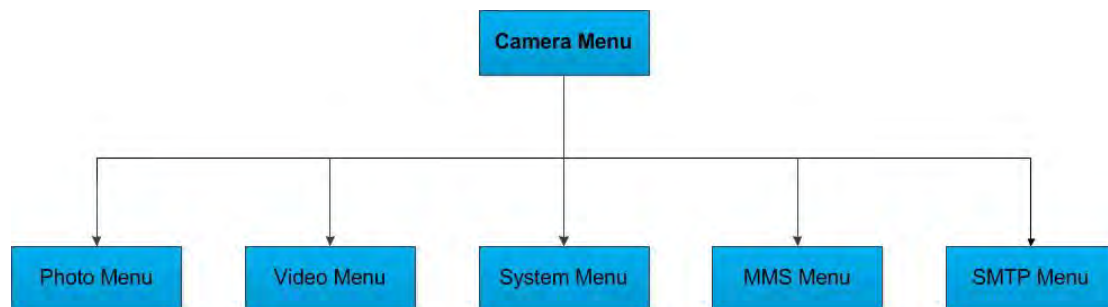 Camera Menu
Photo Menu
Video Menu
System Menu
MMS Menu
SMTP Menu